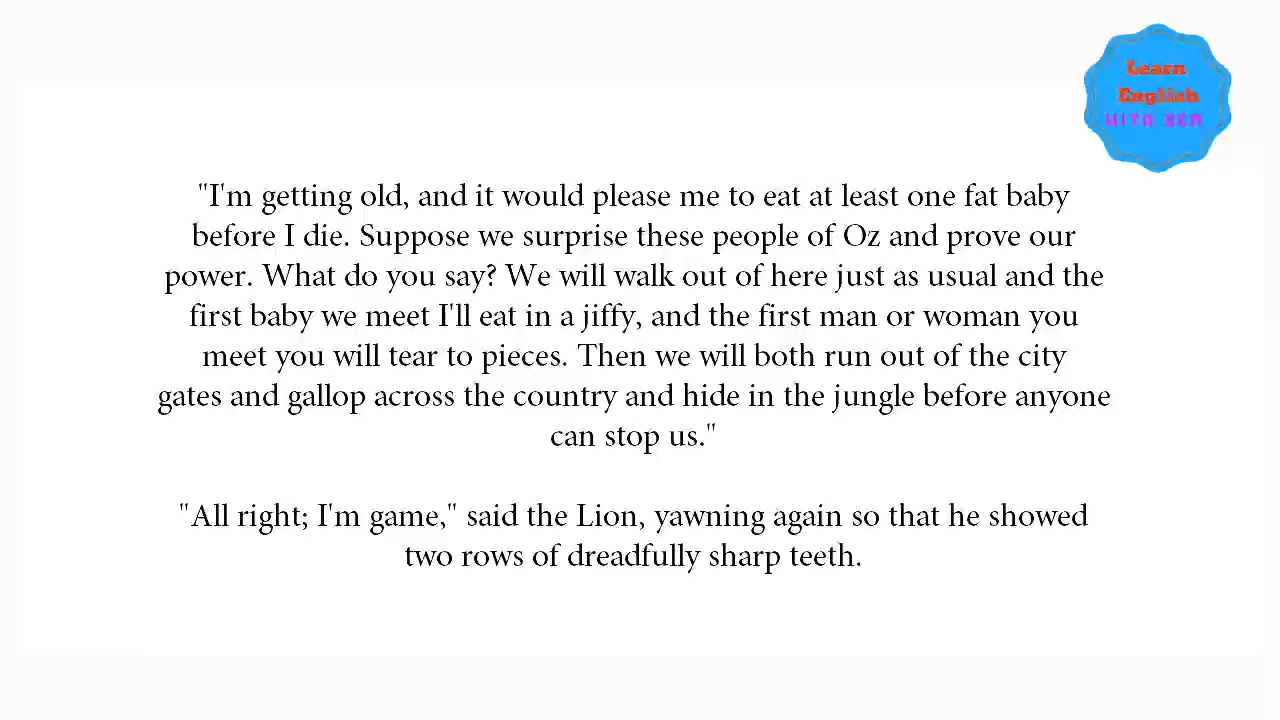 Learn
English
WITH BEN
"I'm getting old, and it would please me to eat at least one fat baby
before I die. Suppose we surprise these people of Oz and prove our
power. What do you say? We will walk out of here just as usual and the
first baby we meet I'll eat in a jiffy, and the first man or woman you
meet you will tear to pieces. Then we will both run out of the city
gates and gallop across the country and hide in the jungle before anyone
can stop us."
"All right; I'm game," said the Lion, yawning again so that he showed
two rows of dreadfully sharp teeth.